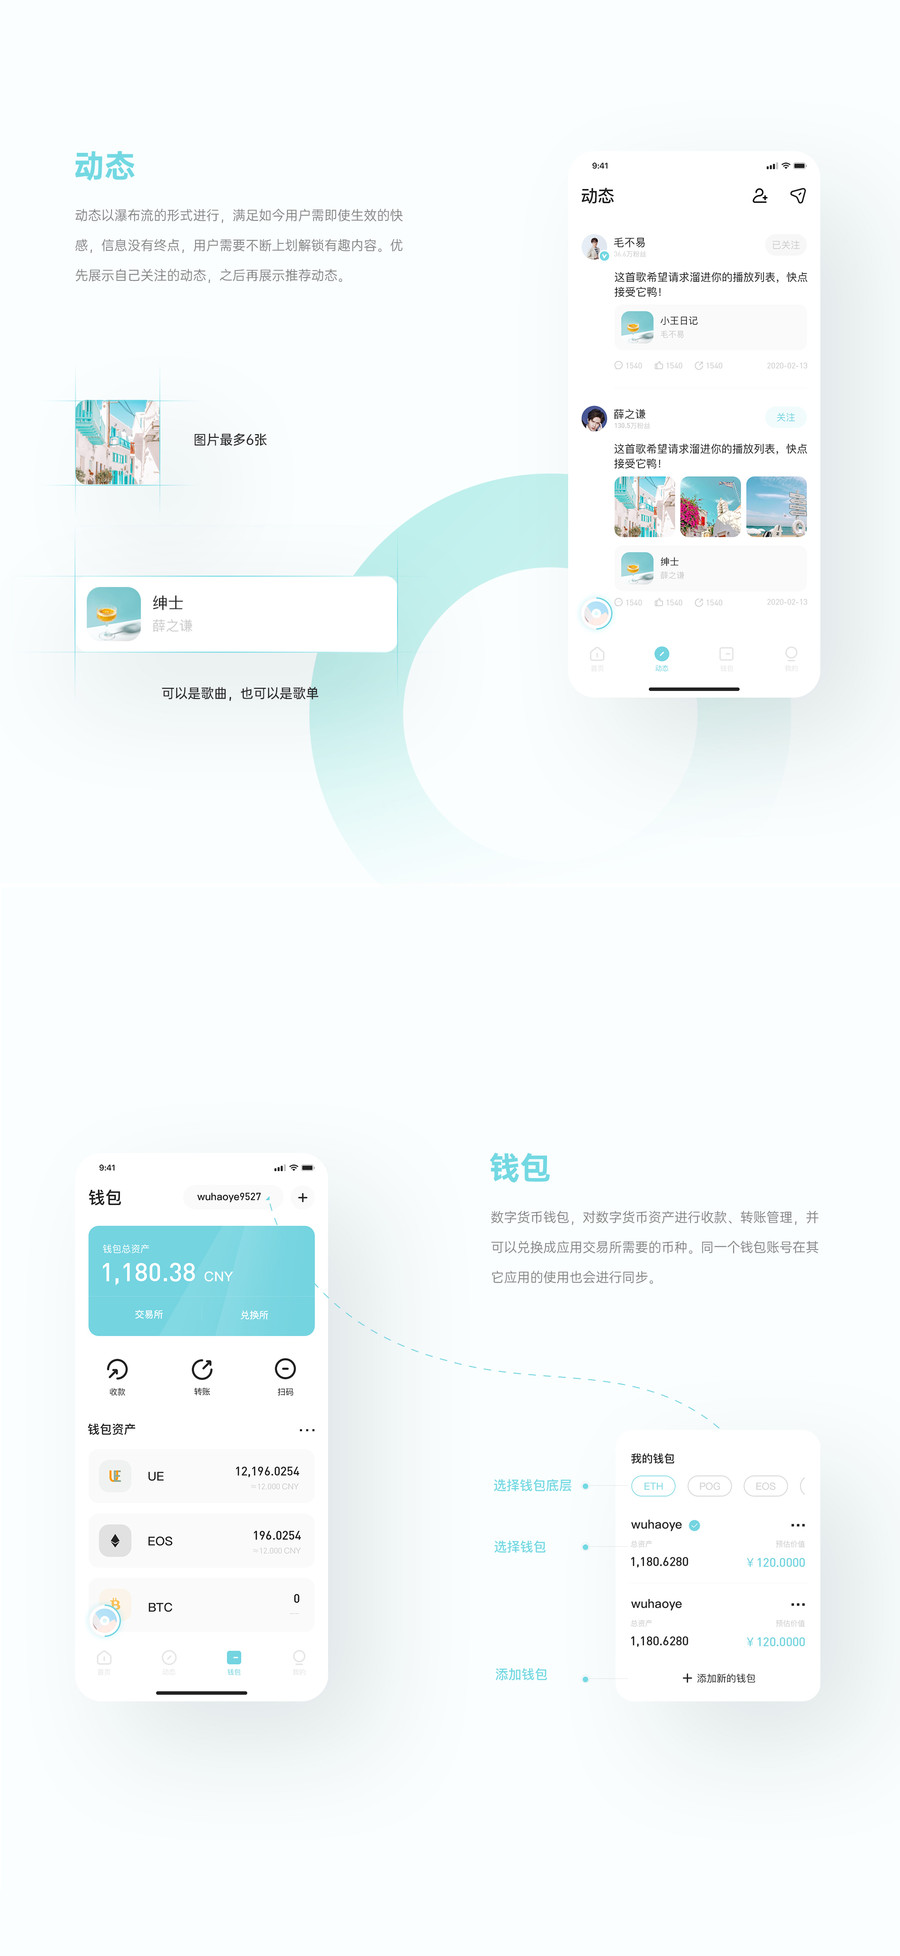 动态
动态以瀑布流的形式进行，满足如今用户需即使生效的快
感，信息没有终点，用户需要不断上划解锁有趣内容。优
先展示自己关注的动态，之后再展示推荐动态。
图片最多6张
绅士
薛之谦
可以是歌曲，也可以是歌单
9:41
动态
毛不易
已关注
这首歌希望请求溜进你的播放列表，快点
接受它鸭！
小王日记
毛不易
1540 1540 1540 2020-02-13
薛之谦
关注
这首歌希望请求溜进你的播放列表，快点
接受它鸭！
绅士
薛之谦
1540 1540 1540 2020-02-13
首页 动态 钱包 我的
9:41
钱包
wuhaoye9527
钱包总资产
1,180.38 CNY
交易所 兑换所
收款 转账 扫码
钱包资产
UE
12,196.0254
≈12.000 CNY
EOS
196.0254
≈12,000 CNY
BTC
0
首页 动态 钱包 我的
钱包
数字货币钱包，对数字货币资产进行收款、转账管理，并
可以兑换成应用交易所需要的币种。同一个钱包账号在其
它应用的使用也会进行同步。
选择钱包底层
选择钱包
添加钱包
我的钱包
ETH POG EOS
wuhaoye
总资产 预估价值
1,180.6280 ¥ 120.0000
wuhaoye
总资产 预估价值
1,180.6280 ¥ 120.0000
+ 添加新的钱包